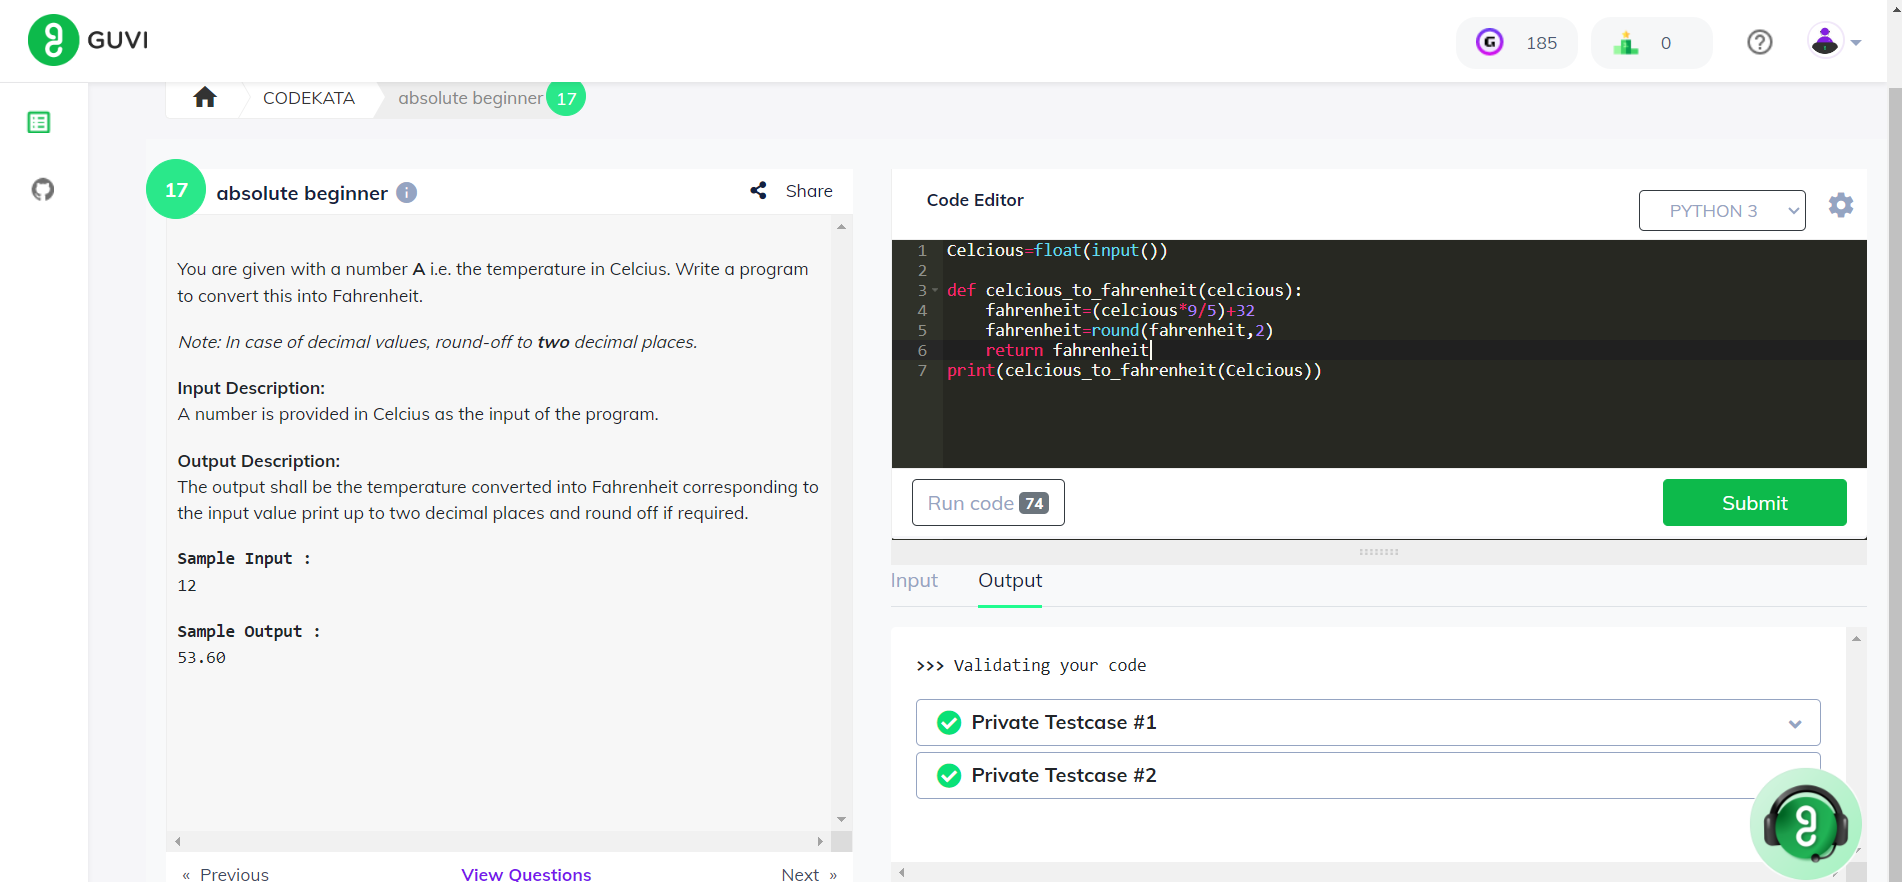 GUVI
185
0
CODEKATA
absolute beginner 17
17 absolute beginner
Share
You are given with a number A i.e. the temperature in Celcius. Write a program
to convert this into Fahrenheit.
Note: In case of decimal values, round-off to two decimal places.
Input Description:
A number is provided in Celcius as the input of the program.
Output Description:
The output shall be the temperature converted into Fahrenheit corresponding to
the input value print up to two decimal places and round off if required.
Sample Input :
12
Sample Output :
53.60
« Previous
View Questions
Next »
Code Editor
PYTHON 3
1 Celcious=float(input())
2
3 def celcious_to_fahrenheit(celcious):
4     fahrenheit=(celcious*9/5)+32
5     fahrenheit=round(fahrenheit,2)
6     return fahrenheit
7 print(celcious_to_fahrenheit(Celcious))
Run code 74
Submit
Input
Output
>>> Validating your code
Private Testcase #1
Private Testcase #2